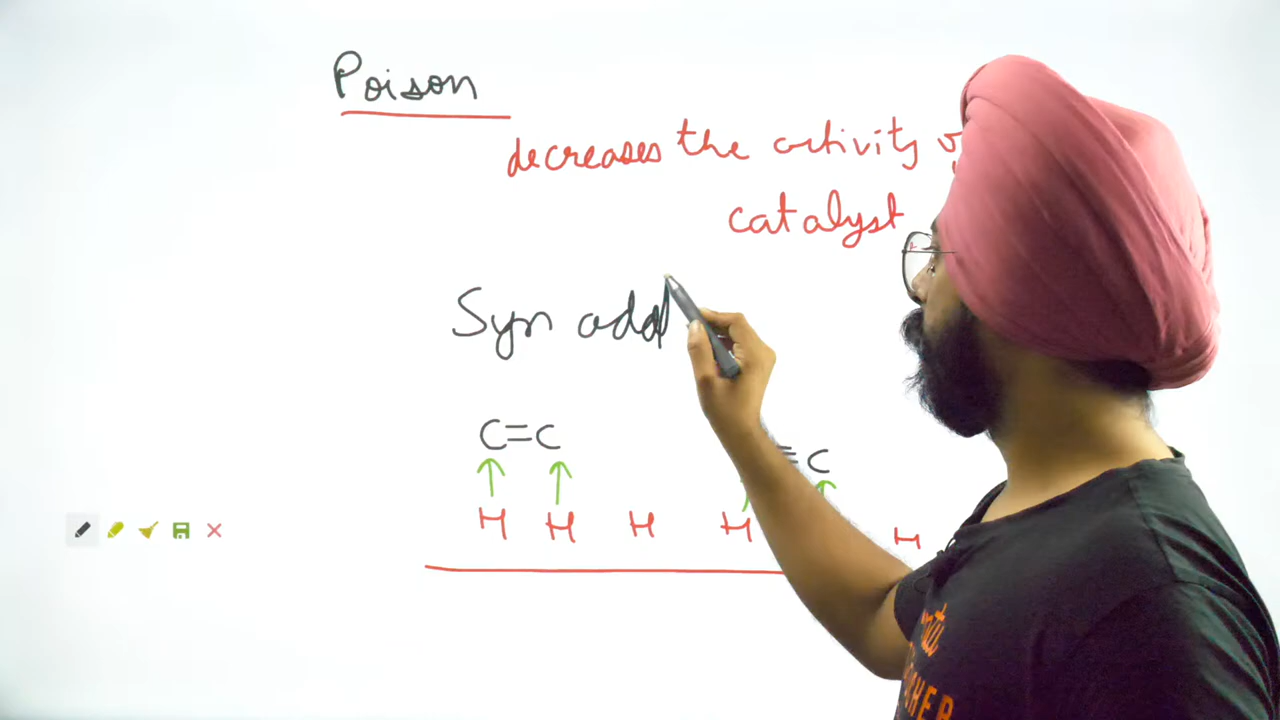 Poison
decreases the activity
catalyst
Syn add
C=C
≡ C
H H H H H